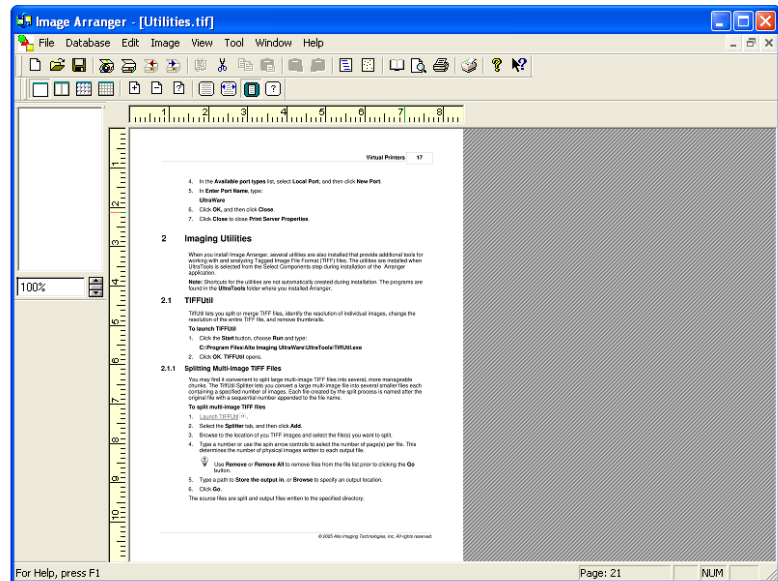 Image Arranger - [Utilities.tif]
File Database Edit Image View Tool Window Help
1 2 3 4 5 6 7 8
1
2
3
4
5
6
7
8
9
10
100%
Virtual Printers 17
4. In the Available port types list, select Local Port, and then click New Port.
5. In Enter Port Name, type:
UltraWare
6. Click OK, and then click Close.
7. Click Close to close Print Server Properties.
2 Imaging Utilities
When you install Image Arranger, several utilities are also installed that provide additional tools for
working with and analyzing Tagged Image File Format (TIFF) files. The utilities are installed when
UltraTools is selected from the Select Components step during installation of the Arranger
application.
Note: Shortcuts for the utilities are not automatically created during installation. The programs are
found in the UltraTools folder where you installed Arranger.
2.1 TIFFUtil
TiffUtil lets you split or merge TIFF files, identify the resolution of individual images, change the
resolution of the entire TIFF file, and remove thumbnails.
To launch TIFFUtil
1. Click the Start button, choose Run and type:
C:\Program Files\Alto Imaging UltraWare\UltraTools\TiffUtil.exe
2. Click OK. TIFFUtil opens.
2.1.1 Splitting Multi-Image TIFF Files
You may find it convenient to split large multi-image TIFF files into several, more manageable
chunks. The TiffUtil Splitter lets you convert a large multi-image file into several smaller files each
containing a specified number of images. Each file created by the split process is named after the
original file with a sequential number appended to the file name.
To split multi-image TIFF files
1. Launch TIFFUtil
2. Select the Splitter tab, and then click Add.
3. Browse to the location of you TIFF images and select the file(s) you want to split.
4. Type a number or use the spin arrow controls to select the number of page(s) per file. This
determines the number of physical images written to each output file.
Use Remove or Remove All to remove files from the file list prior to clicking the Go
button.
5. Type a path to Store the output in, or Browse to specify an output location.
6. Click Go.
The source files are split and output files written to the specified directory.
© 2005 Alto Imaging Technologies, Inc. All rights reserved.
For Help, press F1 Page: 21 NUM